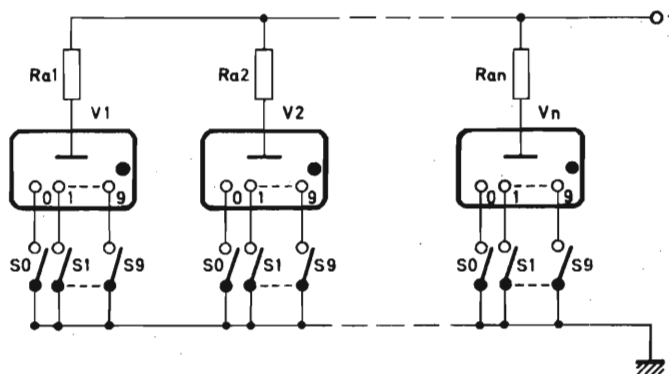 Ra1 Ra2 Ran
V1 V2 Vn
0 1 9 0 1 9 0 1 9
S0 S1 S9 S0 S1 S9 S0 S1 S9